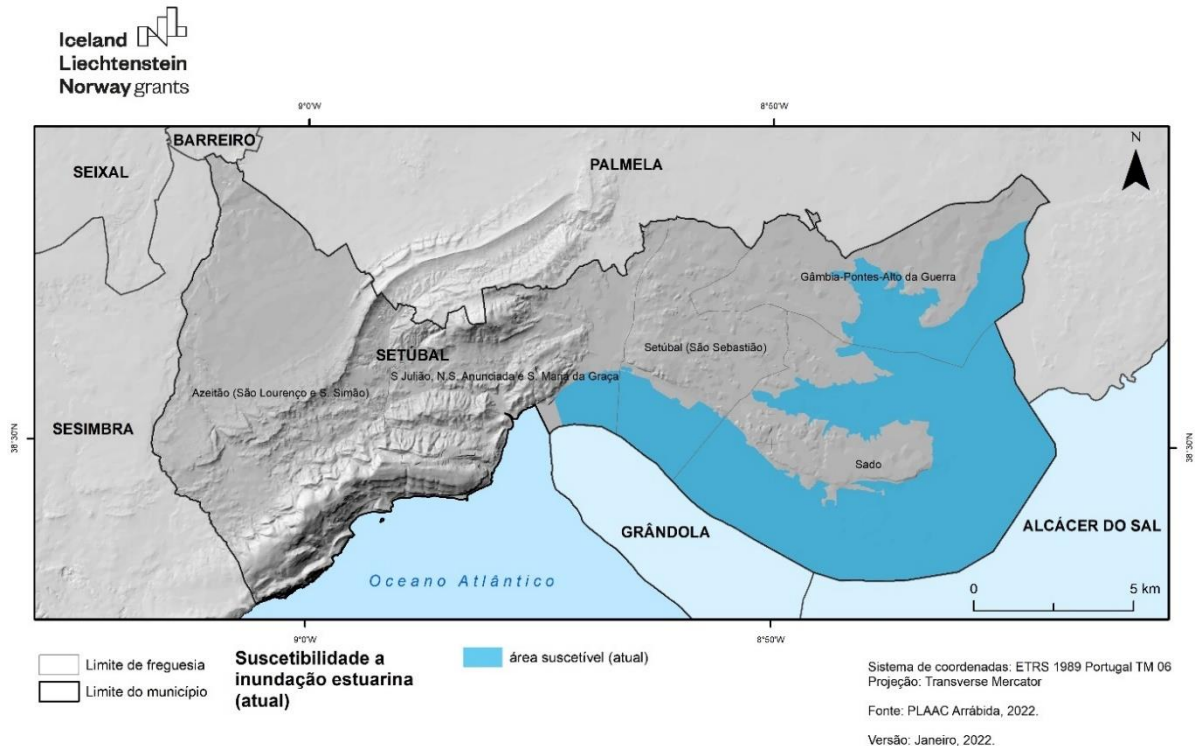 Iceland
Liechtenstein
Norway grants
9°0'W
8°50'W
BARREIRO
SEIXAL
PALMELA
N
Gâmbia-Pontes-Alto da Guerra
SETÚBAL
Setúbal (São Sebastião)
S Julião, N.S. Anunciada e S. Maria da Graça
Azeitão (São Lourenço e S. Simão)
SESIMBRA
38°30'N
38°30'N
Sado
GRÂNDOLA
ALCÁCER DO SAL
Oceano Atlântico
0
5 km
9°0'W
8°50'W
Limite de freguesia
Limite do município
Suscetibilidade a
inundação estuarina
(atual)
área suscetível (atual)
Sistema de coordenadas: ETRS 1989 Portugal TM 06
Projeção: Transverse Mercator
Fonte: PLAAC Arrábida, 2022.
Versão: Janeiro, 2022.